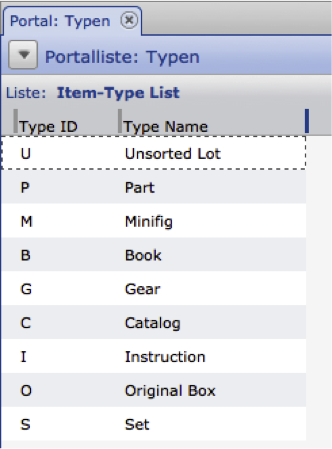 Portal: Typen
Portalliste: Typen
Liste: Item-Type List
Type ID Type Name
U Unsorted Lot
P Part
M Minifig
B Book
G Gear
C Catalog
I Instruction
O Original Box
S Set